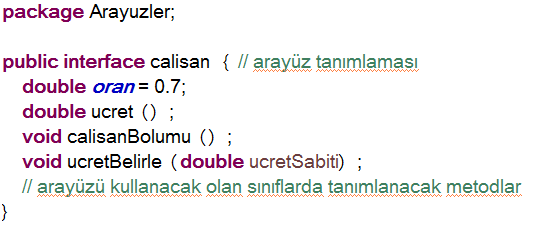 package Arayuzler;
public interface calisan { // arayüz tanımlaması
double oran = 0.7;
double ucret () ;
void calisanBolumu () ;
void ucretBelirle (double ucretSabiti) ;
// arayüzü kullanacak olan sınıflarda tanımlanacak metodlar
}